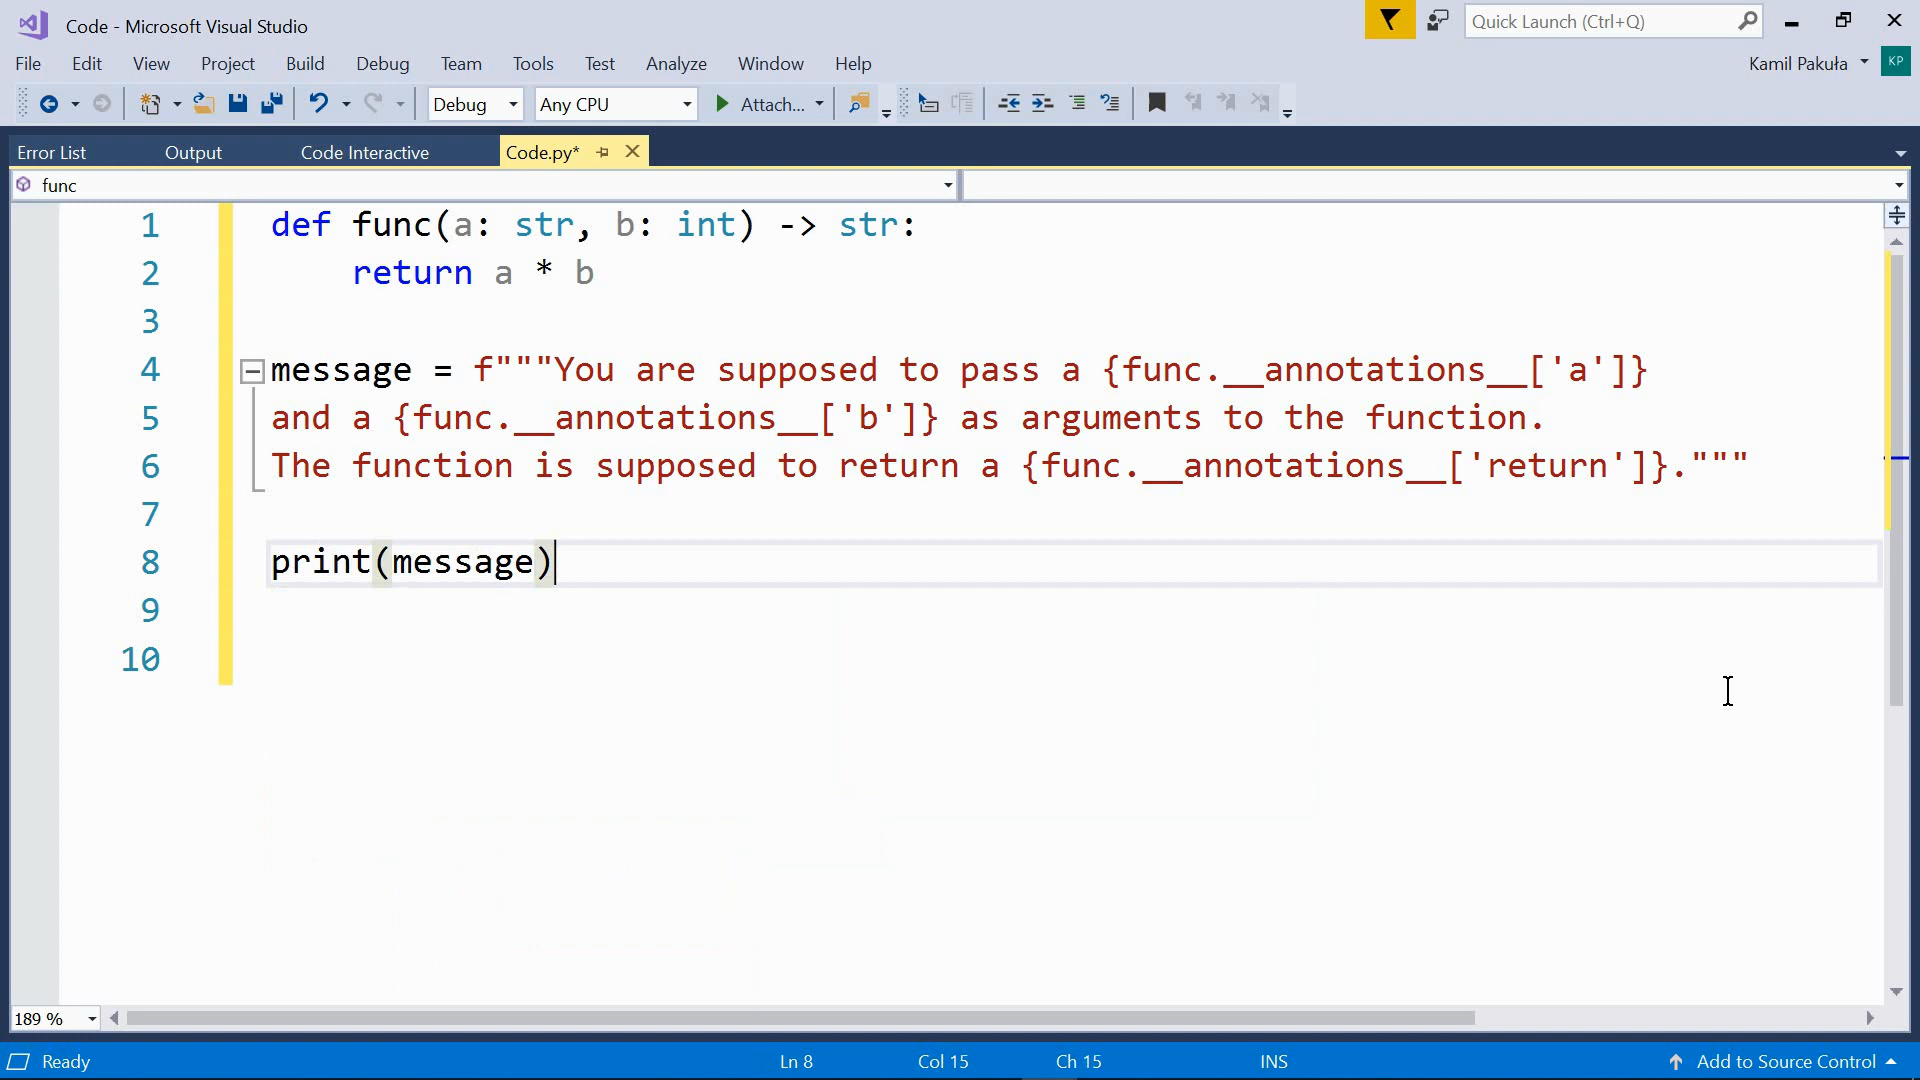 Code - Microsoft Visual Studio
Quick Launch (Ctrl+Q)
File Edit View Project Build Debug Team Tools Test Analyze Window Help
Kamil Pakuła KP
Debug Any CPU Attach...
Error List Output Code Interactive Code.py*
func
1 def func(a: str, b: int) -> str:
2     return a * b
3
4 message = f"""You are supposed to pass a {func.__annotations__['a']}
5 and a {func.__annotations__['b']} as arguments to the function.
6 The function is supposed to return a {func.__annotations__['return']}."""
7
8 print(message)
9
10
189 %
Ready Ln 8 Col 15 Ch 15 INS Add to Source Control